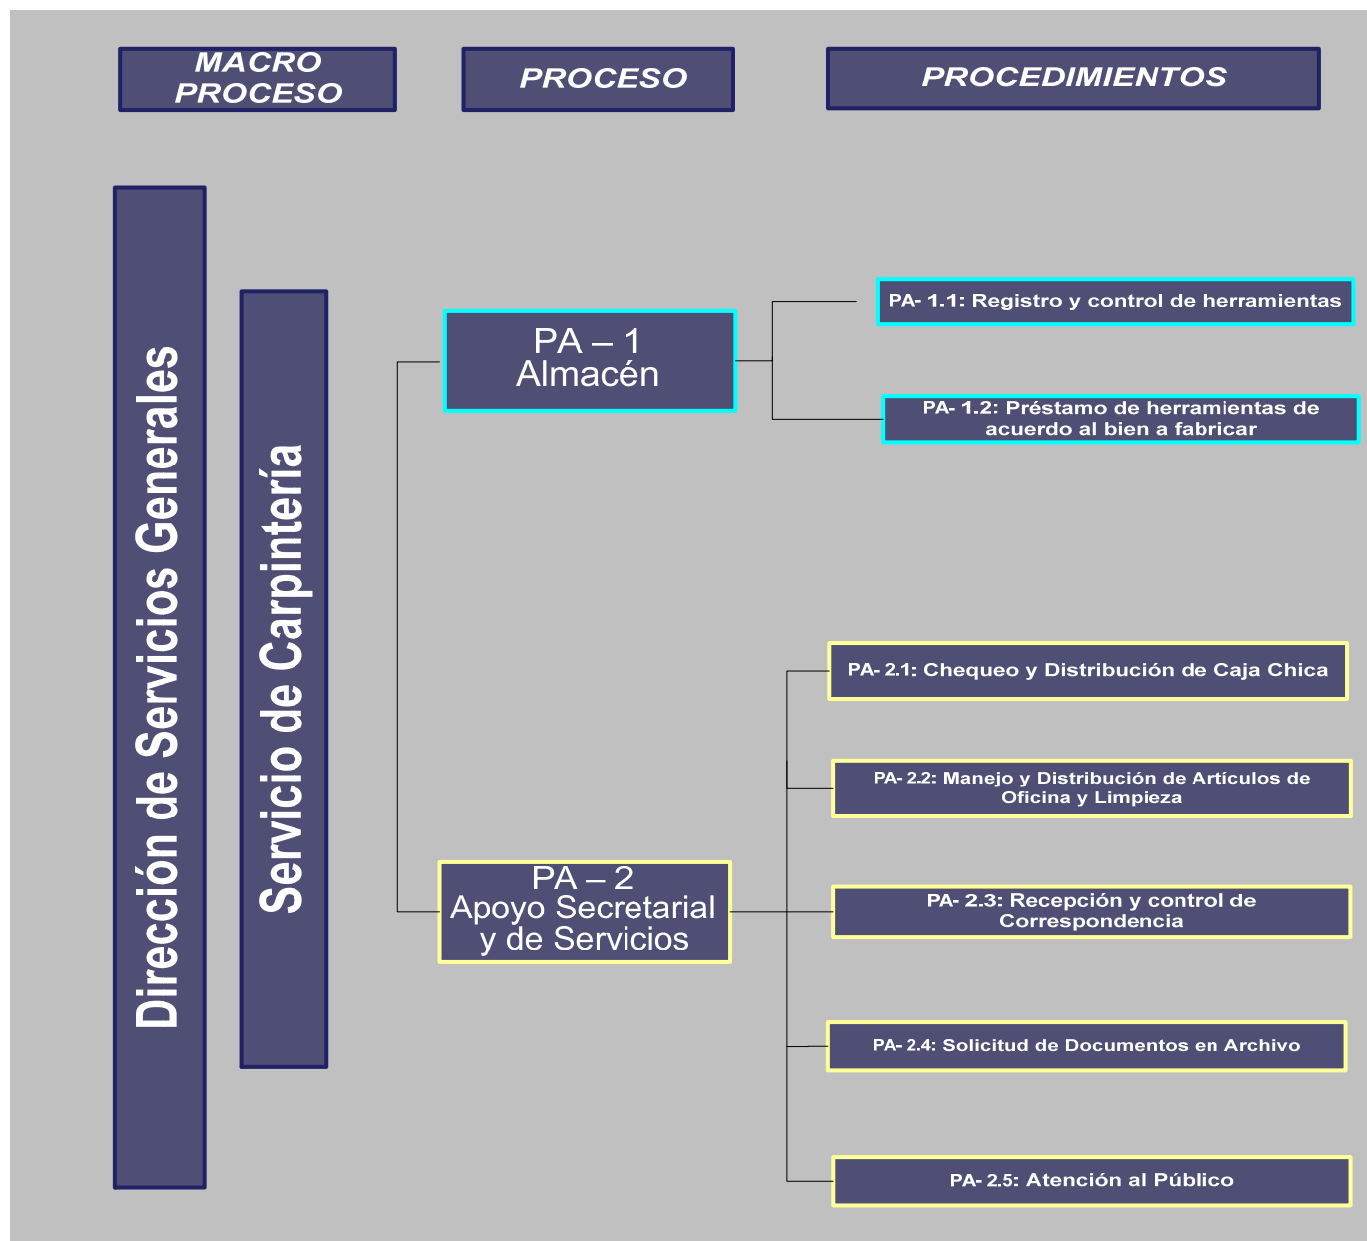 MACRO
PROCESO
PROCESO
PROCEDIMIENTOS
Dirección de Servicios Generales
Servicio de Carpintería
PA – 1
Almacén
PA- 1.1: Registro y control de herramientas
PA- 1.2: Préstamo de herramientas de
acuerdo al bien a fabricar
PA – 2
Apoyo Secretarial
y de Servicios
PA- 2.1: Chequeo y Distribución de Caja Chica
PA- 2.2: Manejo y Distribución de Artículos de
Oficina y Limpieza
PA- 2.3: Recepción y control de
Correspondencia
PA- 2.4: Solicitud de Documentos en Archivo
PA- 2.5: Atención al Público